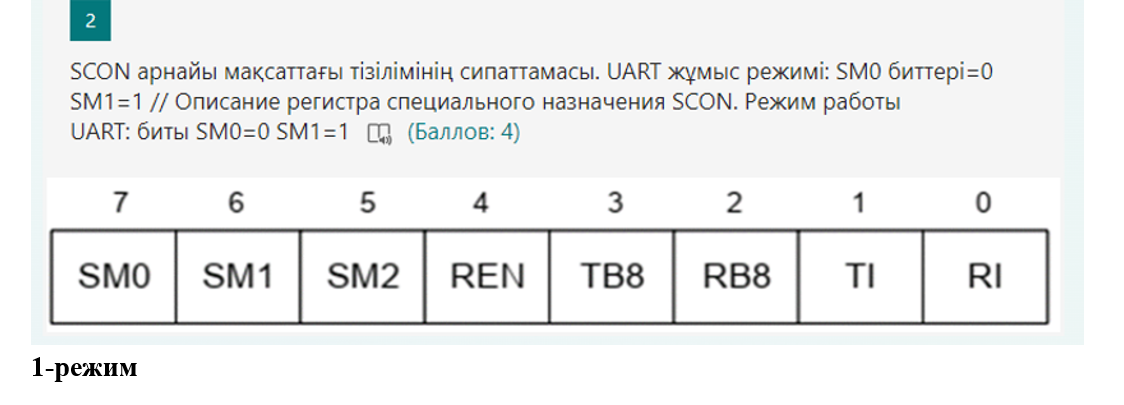 2
SCON арнайы мақсаттағы тізілімінің сипаттамасы. UART жұмыс режимі: SM0 биттері=0
SM1=1 // Описание регистра специального назначения SCON. Режим работы
UART: биты SM0=0 SM1=1 (Баллов: 4)
7 6 5 4 3 2 1 0
SM0 SM1 SM2 REN TB8 RB8 TI RI
1-режим